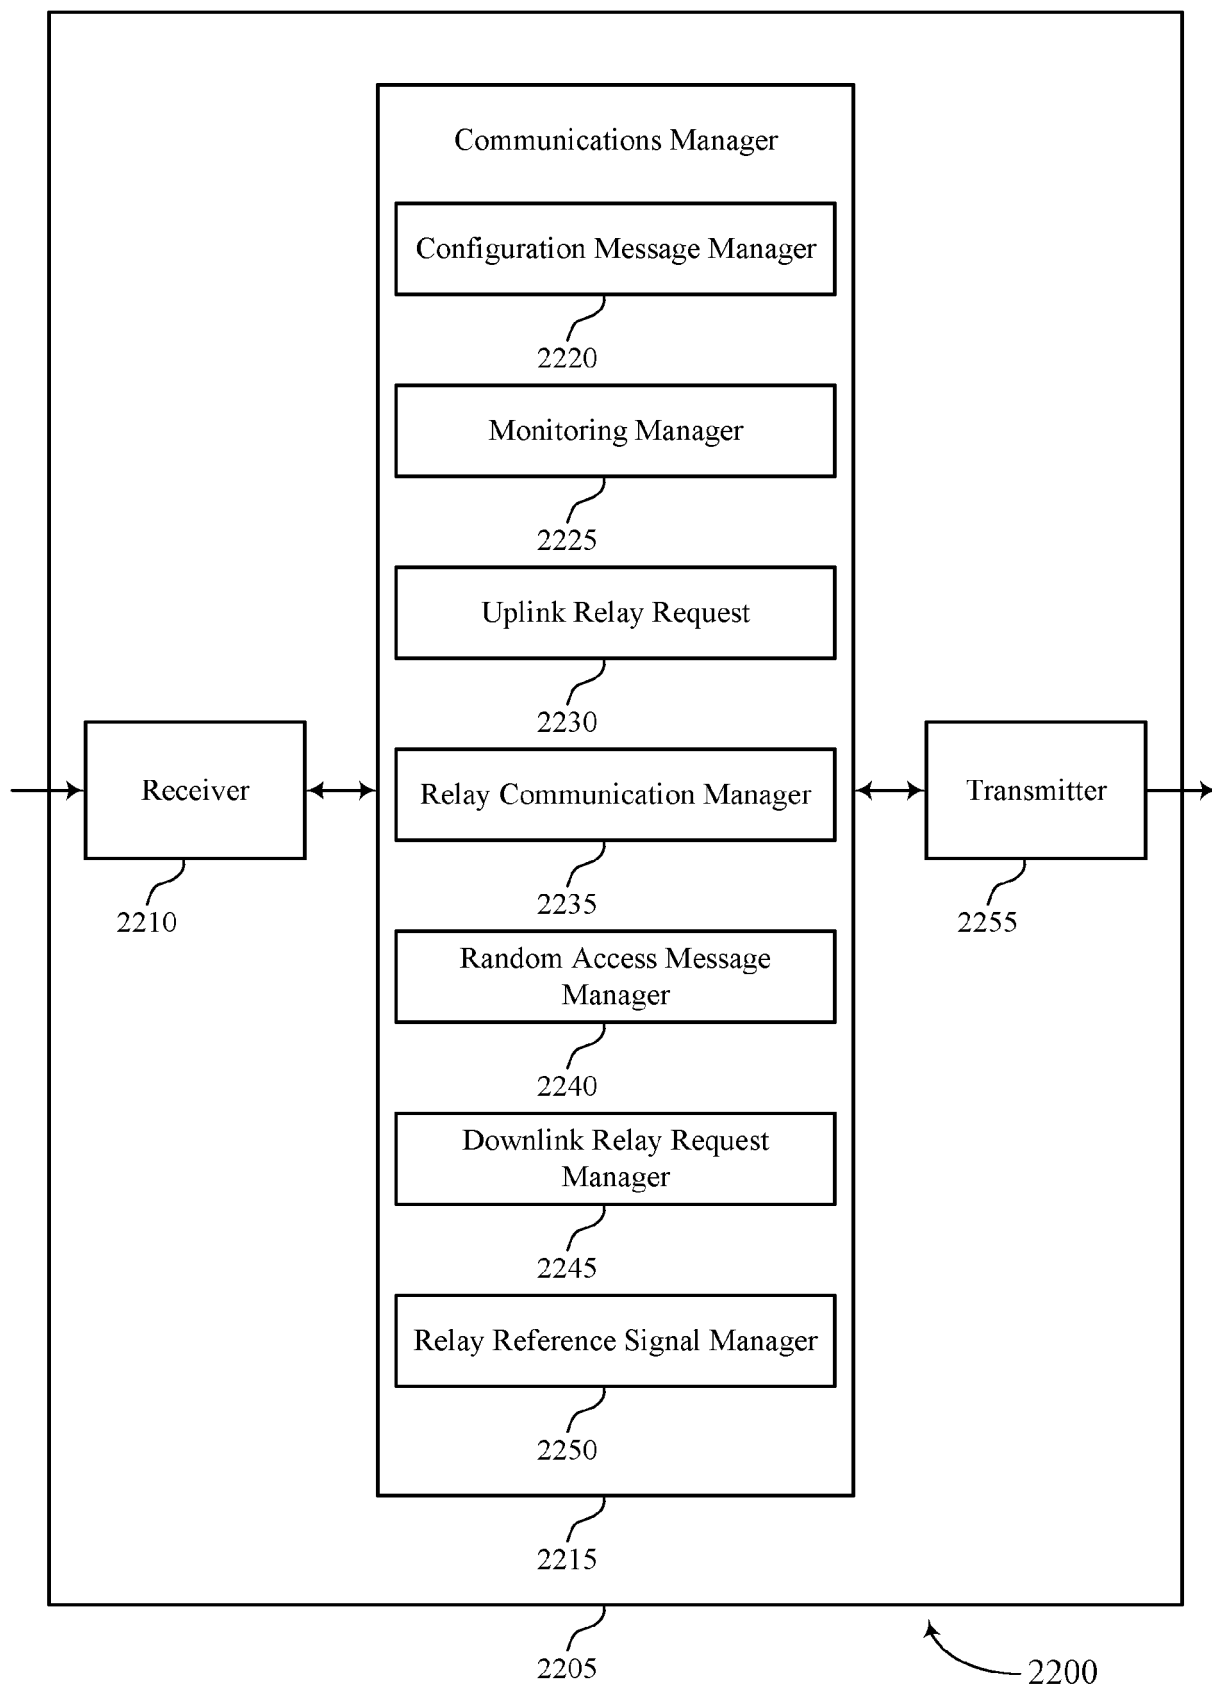 Communications Manager
Configuration Message Manager
2220
Monitoring Manager
2225
Uplink Relay Request
2230
Receiver
2210
Relay Communication Manager
2235
Transmitter
2255
Random Access Message
Manager
2240
Downlink Relay Request
Manager
2245
Relay Reference Signal Manager
2250
2215
2205
2200